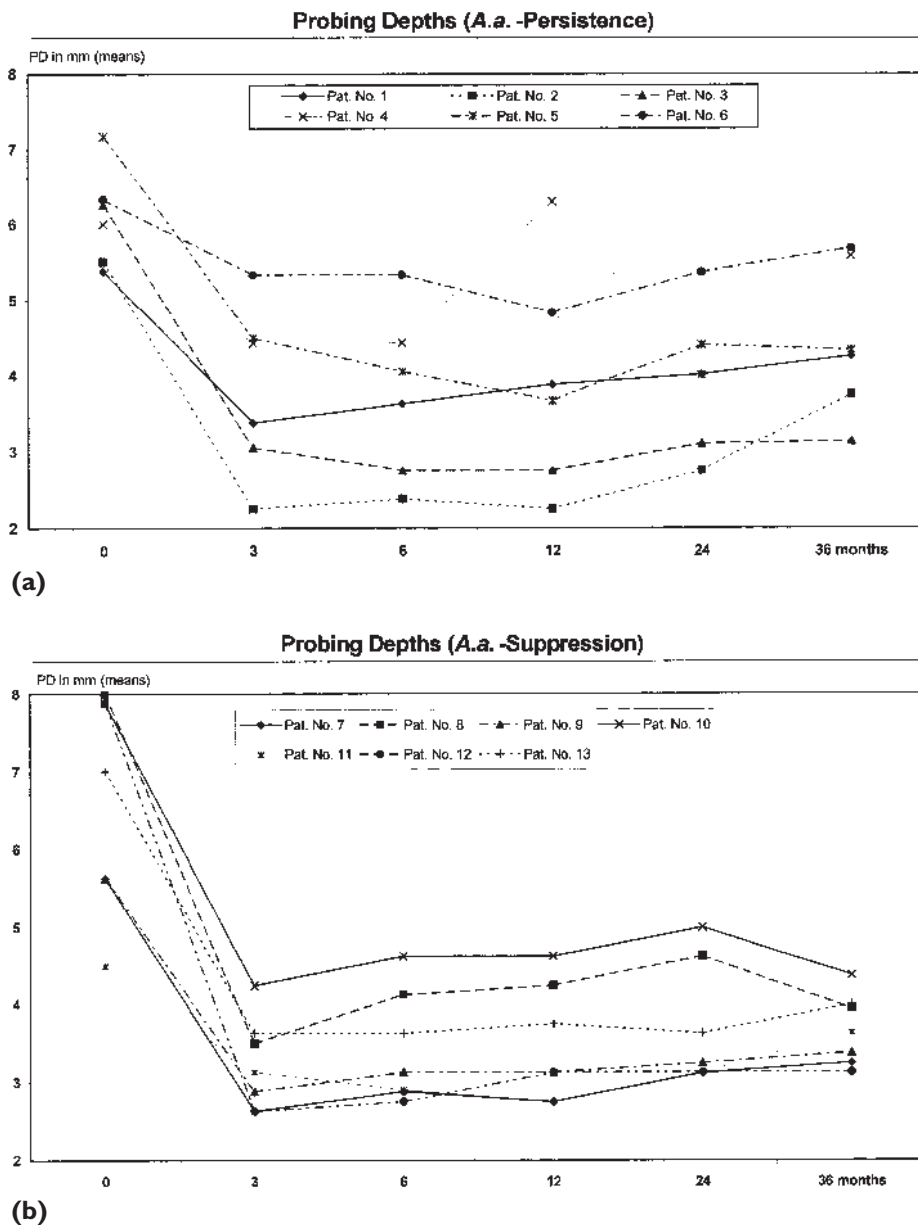 Probing Depths (A.a. -Persistence)
PD in mm (means)
Pat. No. 1 Pat. No. 2 Pat. No. 3
Pat. No. 4 Pat. No. 5 Pat. No. 6
8
7
6
5
4
3
2
0 3 6 12 24 36 months
(a)
Probing Depths (A.a. -Suppression)
PD in mm (means)
Pat. No. 7 Pat. No. 8 Pat. No. 9 Pat. No. 10
Pat. No. 11 Pat. No. 12 Pat. No. 13
8
7
6
5
4
3
2
0 3 6 12 24 36 months
(b)